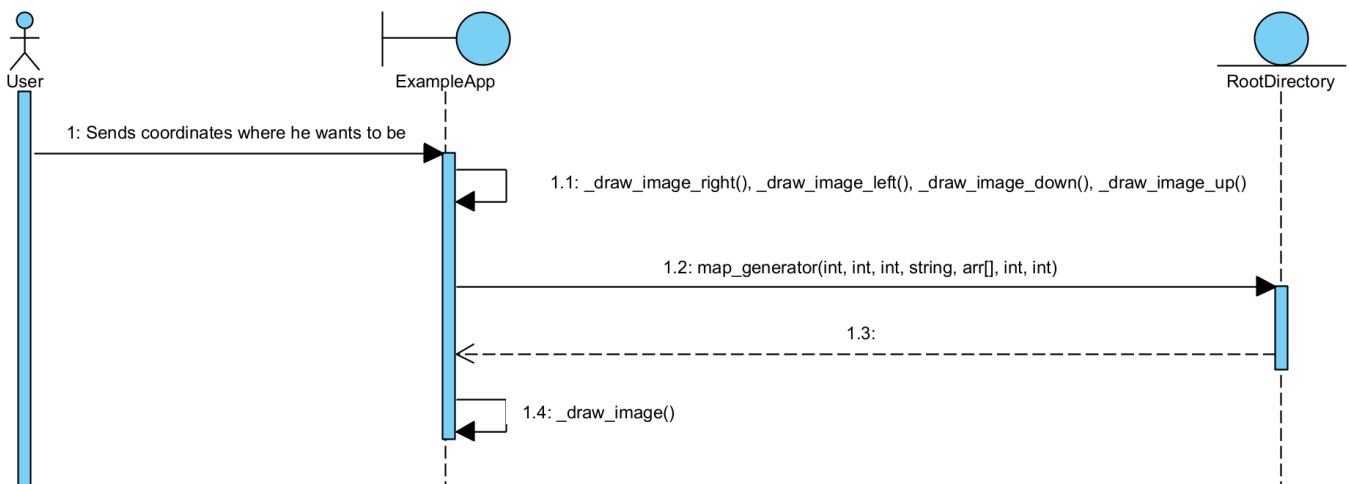 User
ExampleApp
RootDirectory
1: Sends coordinates where he wants to be
1.1: _draw_image_right(), _draw_image_left(), _draw_image_down(), _draw_image_up()
1.2: map_generator(int, int, int, string, arr[], int, int)
1.3:
1.4: _draw_image()